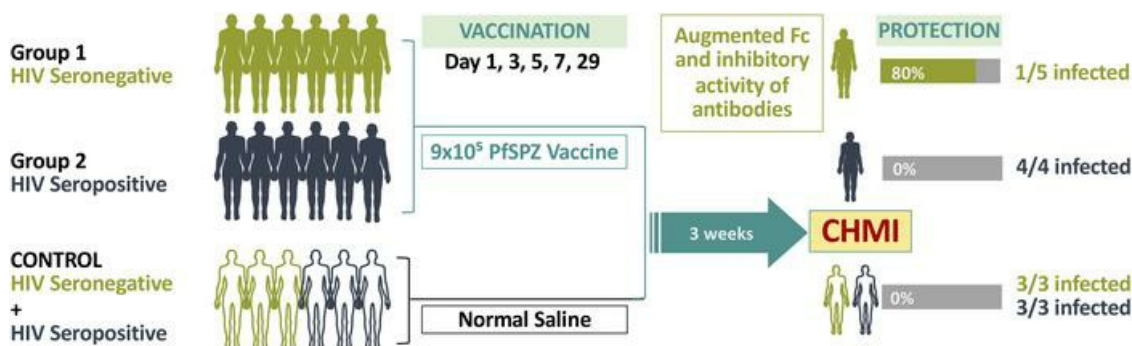 Group 1
HIV Seronegative
Group 2
HIV Seropositive
CONTROL
HIV Seronegative
+
HIV Seropositive
VACCINATION
Day 1, 3, 5, 7, 29
9x10⁵ PfSPZ Vaccine
Normal Saline
3 weeks
CHMI
Augmented Fc
and inhibitory
activity of
antibodies
PROTECTION
80%
1/5 infected
0%
4/4 infected
0%
3/3 infected
3/3 infected